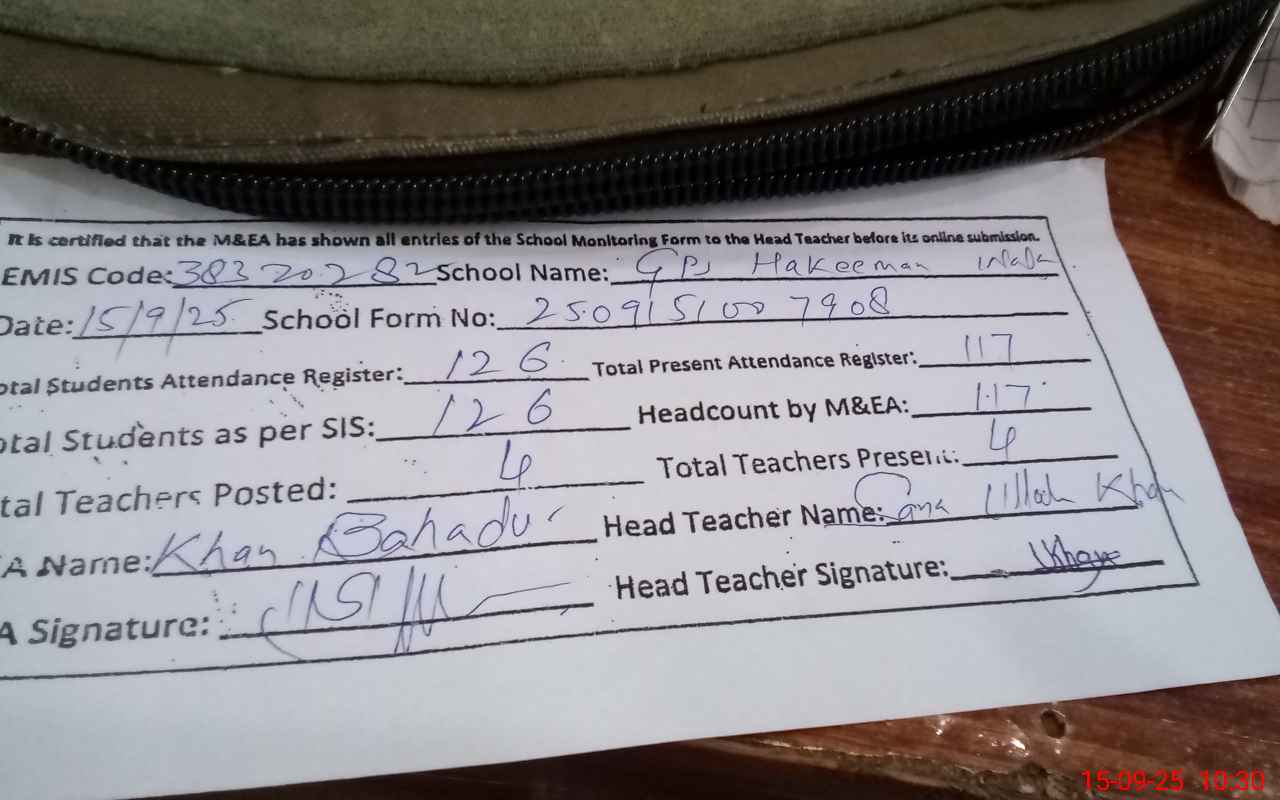 It is certified that the M&EA has shown all entries of the School Monitoring Form to the Head Teacher before its online submission.
EMIS Code: 38320282 School Name: GPS Hakeeman Wala
Date: 15/9/25 School Form No: 2509151007908
otal Students Attendance Register: 126 Total Present Attendance Register: 117
otal Students as per SIS: 126 Headcount by M&EA: 117
tal Teachers Posted: 4 Total Teachers Present: 4
A Name: Khan Bahadur Head Teacher Name: Sana Ullah Khan
A Signature: Head Teacher Signature:
15-09-25 10:30